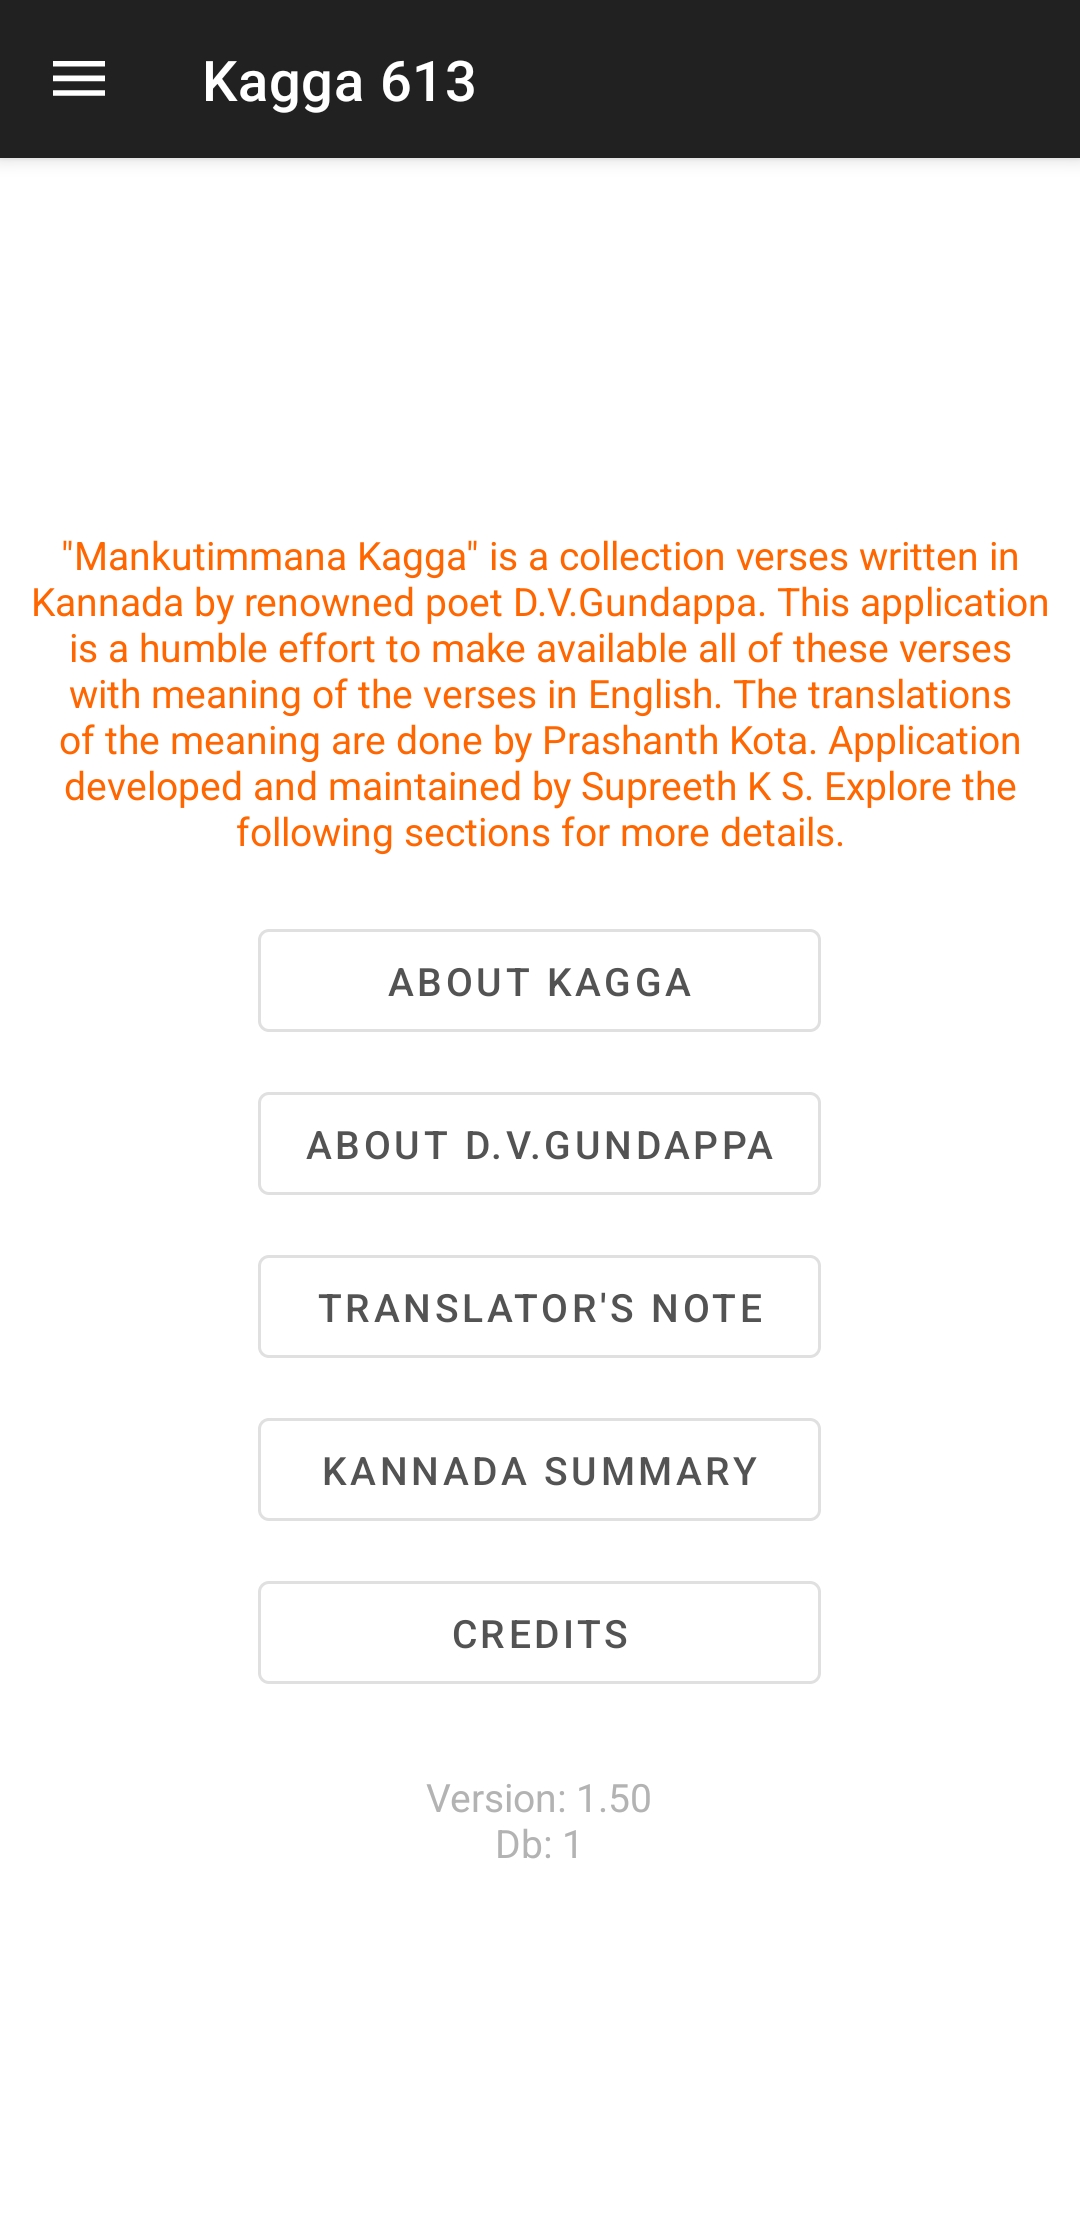 Kagga 613
"Mankutimmana Kagga" is a collection verses written in
Kannada by renowned poet D.V.Gundappa. This application
is a humble effort to make available all of these verses
with meaning of the verses in English. The translations
of the meaning are done by Prashanth Kota. Application
developed and maintained by Supreeth K S. Explore the
following sections for more details.
ABOUT KAGGA
ABOUT D.V.GUNDAPPA
TRANSLATOR'S NOTE
KANNADA SUMMARY
CREDITS
Version: 1.50
Db: 1